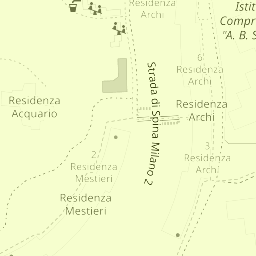 Residenza
Archi
Istit
Compr
"A. B. S
6
Residenza
Archi
Residenza
Acquario
Residenza
Archi
Strada di Spina Milano 2
2
Residenza
Mestieri
3
Residenza
Archi
Residenza
Mestieri